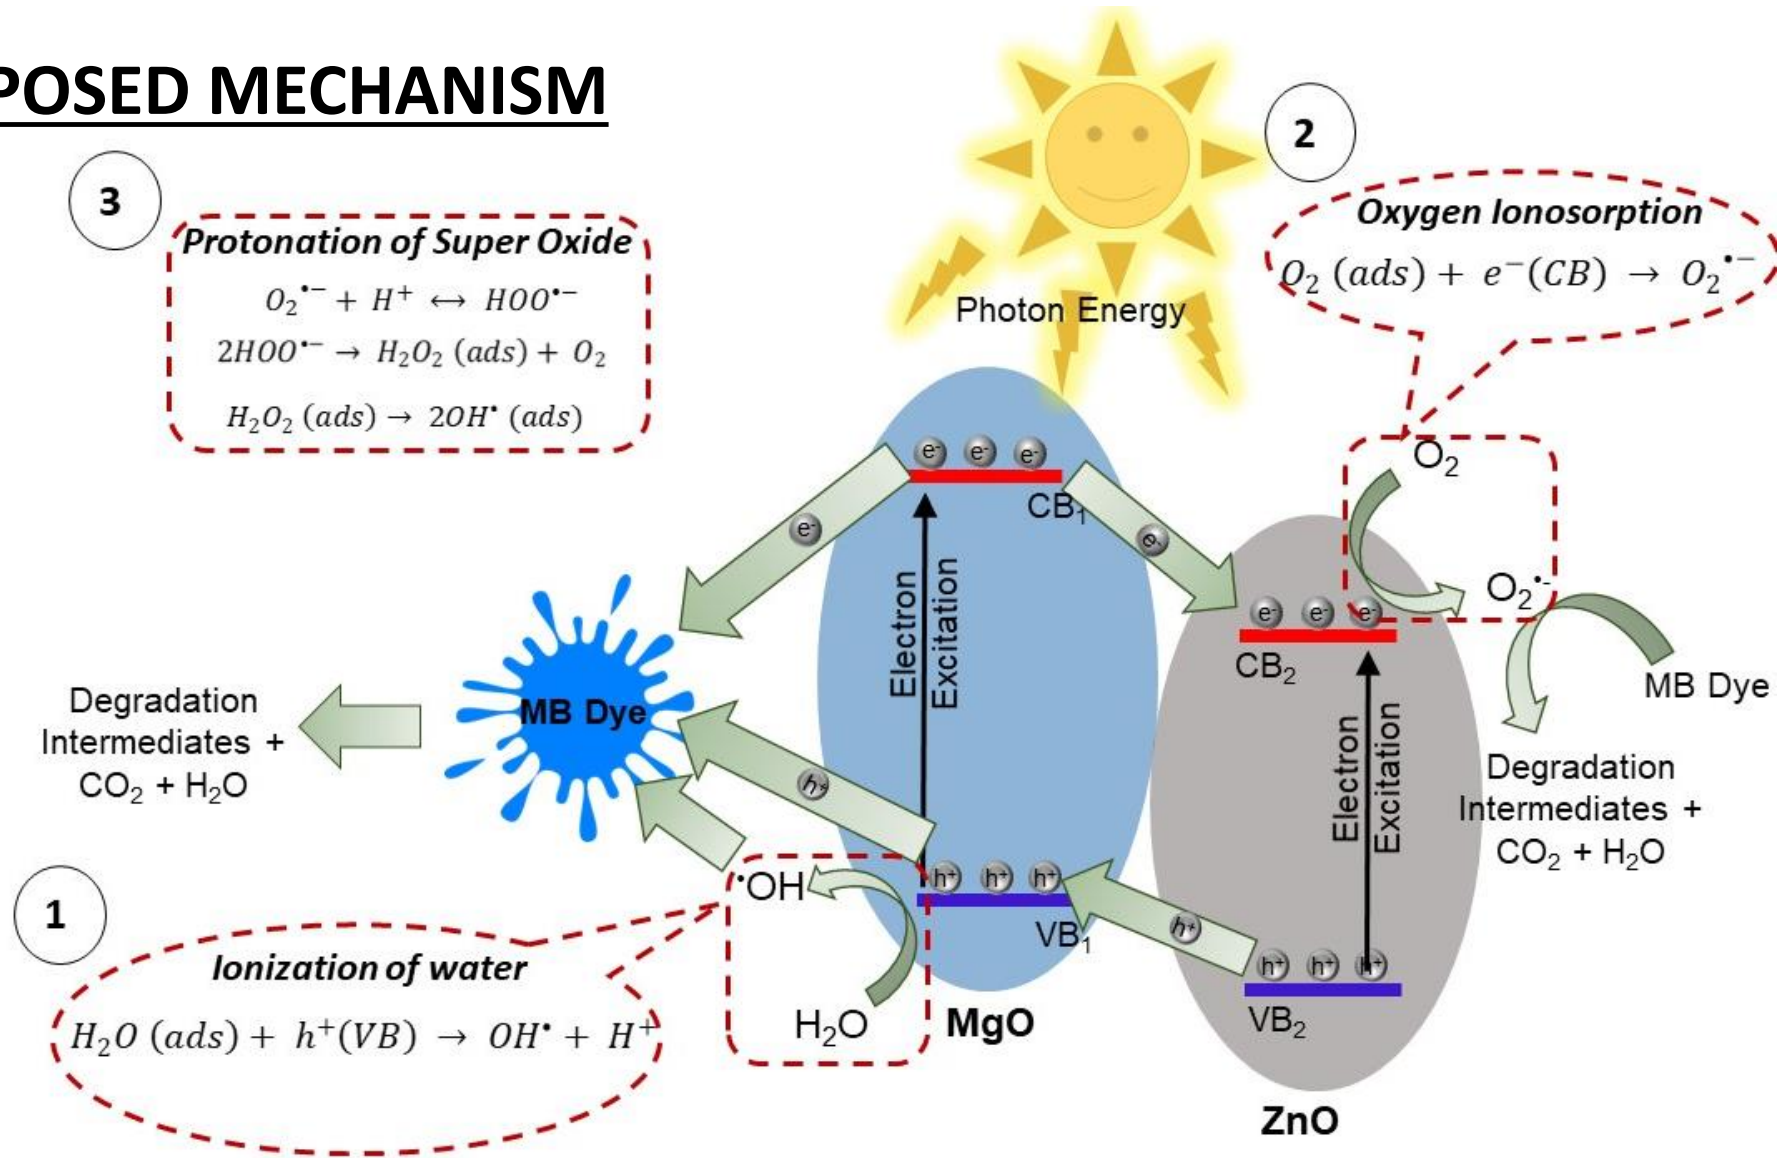 POSED MECHANISM
3
Protonation of Super Oxide
O₂•⁻ + H⁺ ↔ HOO•⁻
2HOO•⁻ → H₂O₂ (ads) + O₂
H₂O₂ (ads) → 2OH• (ads)
2
Oxygen Ionosorption
O₂ (ads) + e⁻(CB) → O₂•⁻
Photon Energy
e⁻ e⁻ e⁻
CB₁
e⁻
e⁻
Electron
Excitation
O₂
O₂•⁻
e⁻ e⁻ e⁻
CB₂
MB Dye
Electron
Excitation
Degradation
Intermediates +
CO₂ + H₂O
MB Dye
Degradation
Intermediates +
CO₂ + H₂O
h⁺
h⁺ h⁺ h⁺
VB₁
h⁺
h⁺ h⁺ h⁺
VB₂
•OH
H₂O
MgO
ZnO
1
Ionization of water
H₂O (ads) + h⁺(VB) → OH• + H⁺